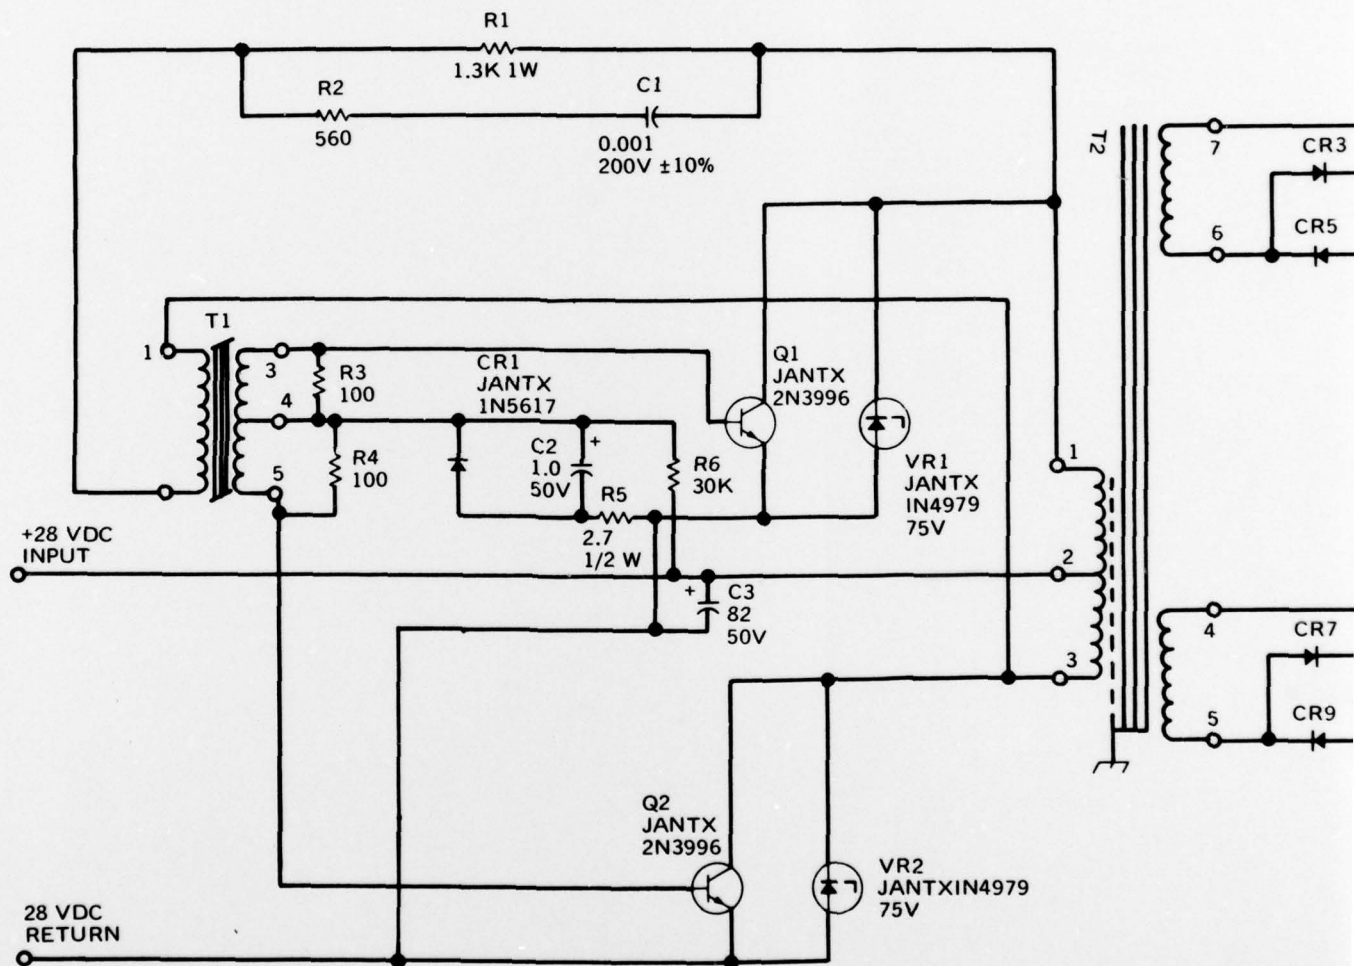 R1
1.3K 1W
R2
560
C1
0.001
200V ±10%
T2
7
CR3
6
CR5
T1
1
3
R3
100
4
5
R4
100
CR1
JANTX
1N5617
C2
1.0
50V
+
R5
2.7
1/2 W
R6
30K
Q1
JANTX
2N3996
VR1
JANTX
IN4979
75V
1
+28 VDC
INPUT
2
+
C3
82
50V
3
4
CR7
5
CR9
Q2
JANTX
2N3996
VR2
JANTXIN4979
75V
28 VDC
RETURN